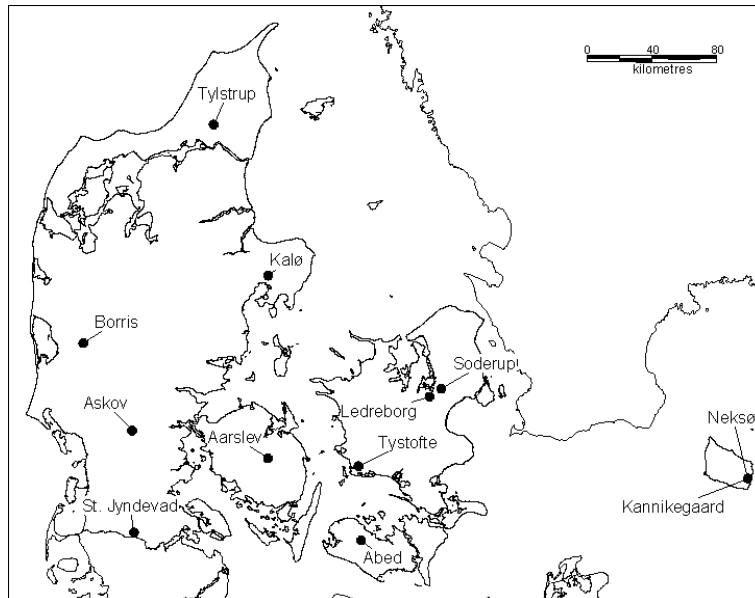 0 40 80
kilometres
Tylstrup
Kalø
Borris
Soderup
Ledreborg
Askov
Neksø
Aarslev
Tystofte
St. Jyndevad
Kannikegaard
Abed